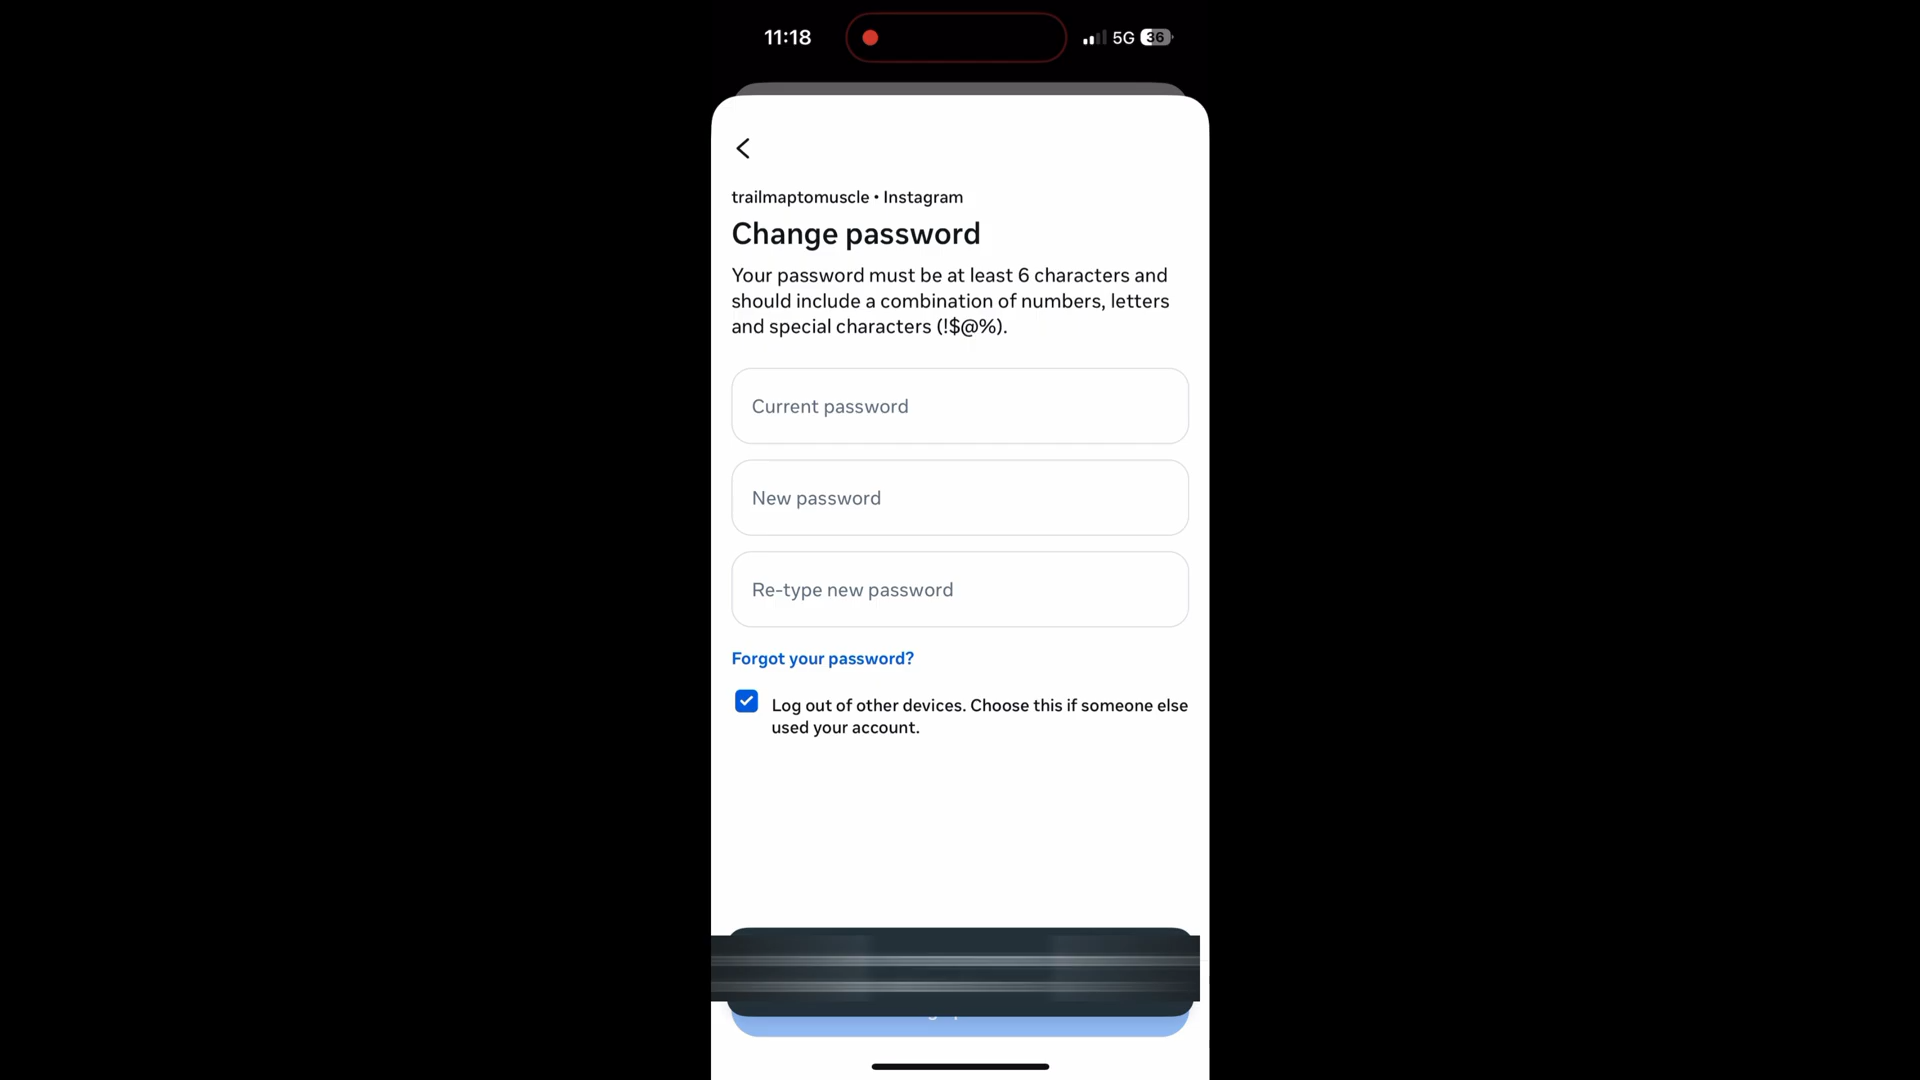 11:18
5G 36
trailmaptomuscle • Instagram
Change password
Your password must be at least 6 characters and
should include a combination of numbers, letters
and special characters (!$@%).
Current password
New password
Re-type new password
Forgot your password?
Log out of other devices. Choose this if someone else
used your account.